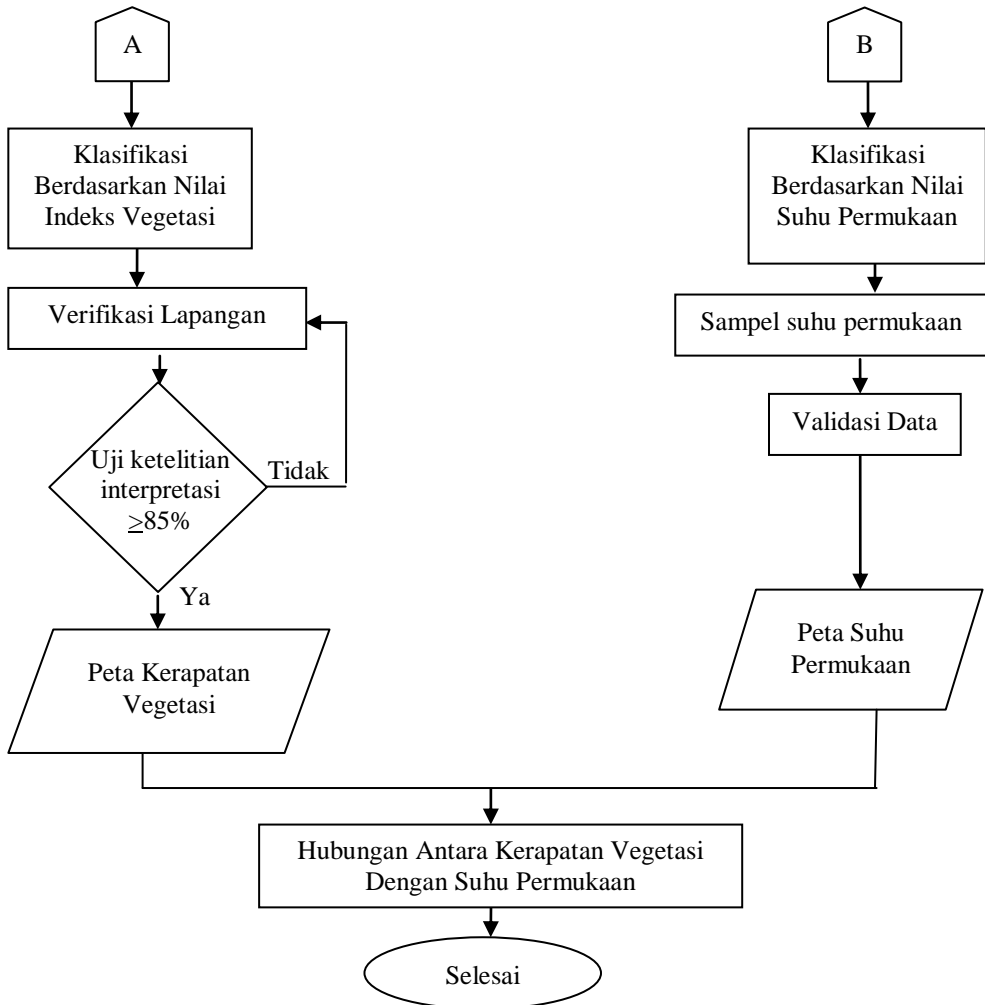 A
Klasifikasi
Berdasarkan Nilai
Indeks Vegetasi
Verifikasi Lapangan
Uji ketelitian
interpretasi
≥85%
Tidak
Ya
Peta Kerapatan
Vegetasi
B
Klasifikasi
Berdasarkan Nilai
Suhu Permukaan
Sampel suhu permukaan
Validasi Data
Peta Suhu
Permukaan
Hubungan Antara Kerapatan Vegetasi
Dengan Suhu Permukaan
Selesai